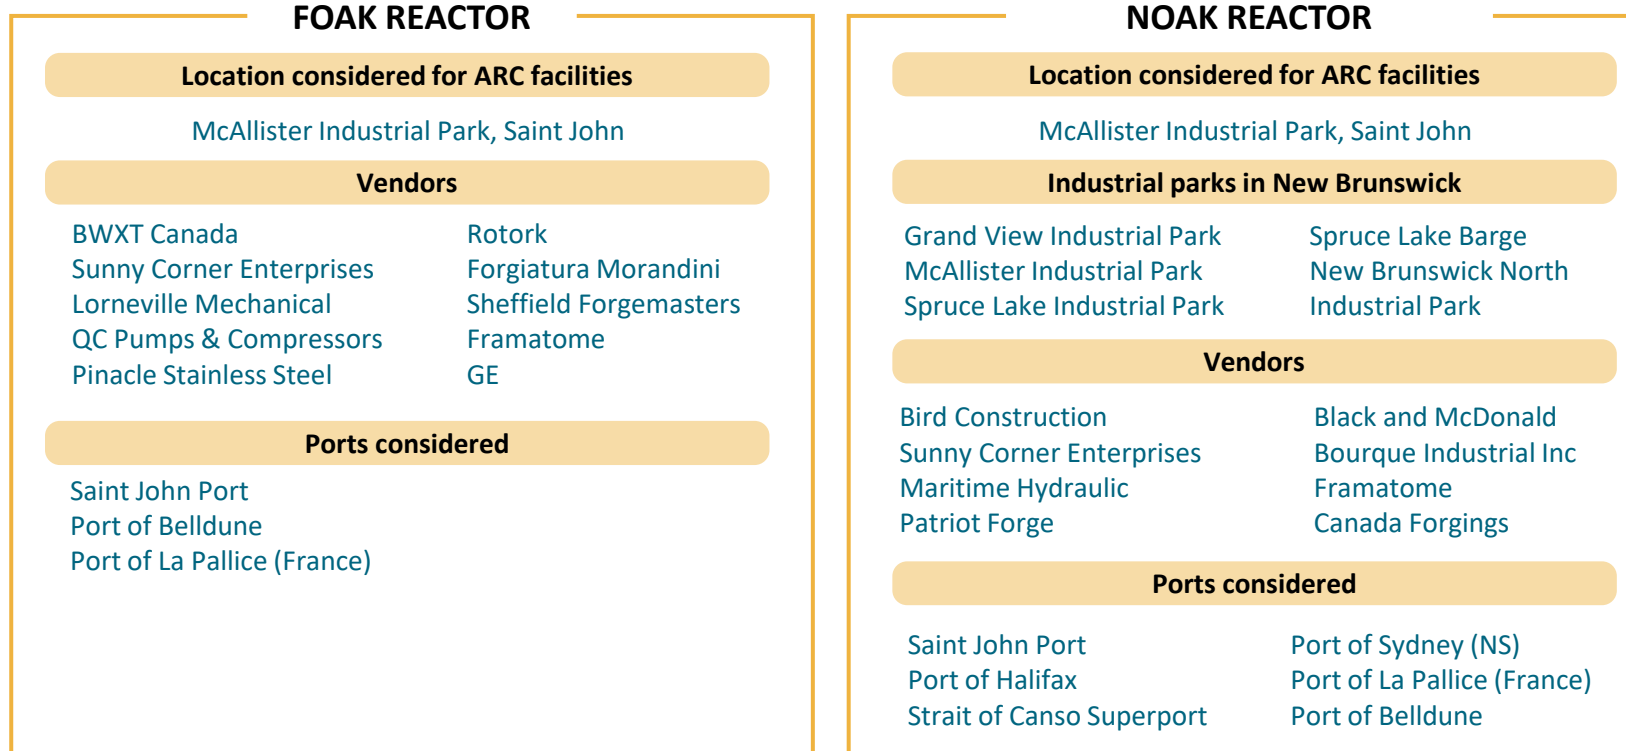 FOAK REACTOR
Location considered for ARC facilities
McAllister Industrial Park, Saint John
Vendors
BWXT Canada
Sunny Corner Enterprises
Lorneville Mechanical
QC Pumps & Compressors
Pinacle Stainless Steel
Rotork
Forgiatura Morandini
Sheffield Forgemasters
Framatome
GE
Ports considered
Saint John Port
Port of Belldune
Port of La Pallice (France)
NOAK REACTOR
Location considered for ARC facilities
McAllister Industrial Park, Saint John
Industrial parks in New Brunswick
Grand View Industrial Park
McAllister Industrial Park
Spruce Lake Industrial Park
Spruce Lake Barge
New Brunswick North
Industrial Park
Vendors
Bird Construction
Sunny Corner Enterprises
Maritime Hydraulic
Patriot Forge
Black and McDonald
Bourque Industrial Inc
Framatome
Canada Forgings
Ports considered
Saint John Port
Port of Halifax
Strait of Canso Superport
Port of Sydney (NS)
Port of La Pallice (France)
Port of Belldune